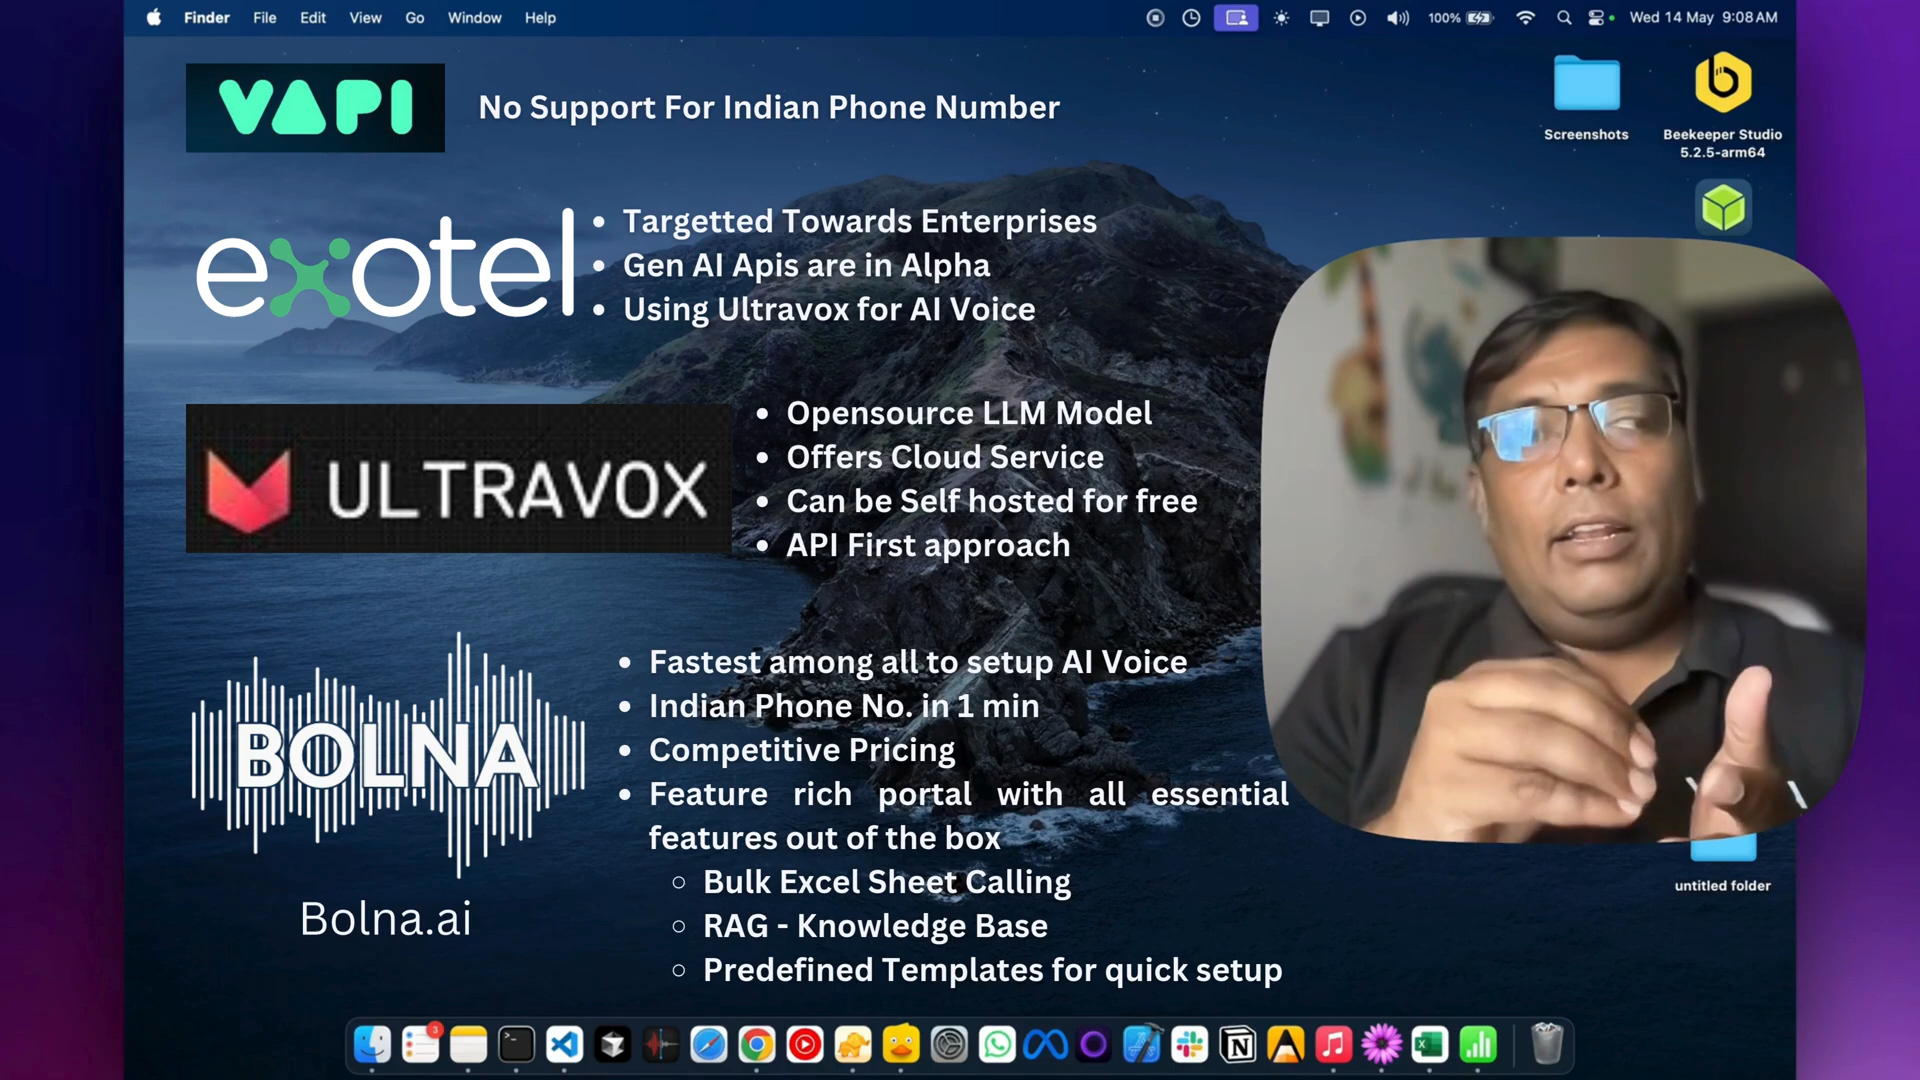 Finder File Edit View Go Window Help 100% Wed 14 May 9:08 AM
VAPI
No Support For Indian Phone Number
Screenshots
Beekeeper Studio
5.2.5-arm64
exotel
• Targetted Towards Enterprises
• Gen AI Apis are in Alpha
• Using Ultravox for AI Voice
ULTRAVOX
• Opensource LLM Model
• Offers Cloud Service
• Can be Self hosted for free
• API First approach
BOLNA
Bolna.ai
• Fastest among all to setup AI Voice
• Indian Phone No. in 1 min
• Competitive Pricing
• Feature rich portal with all essential
features out of the box
○ Bulk Excel Sheet Calling
○ RAG - Knowledge Base
○ Predefined Templates for quick setup
untitled folder
3